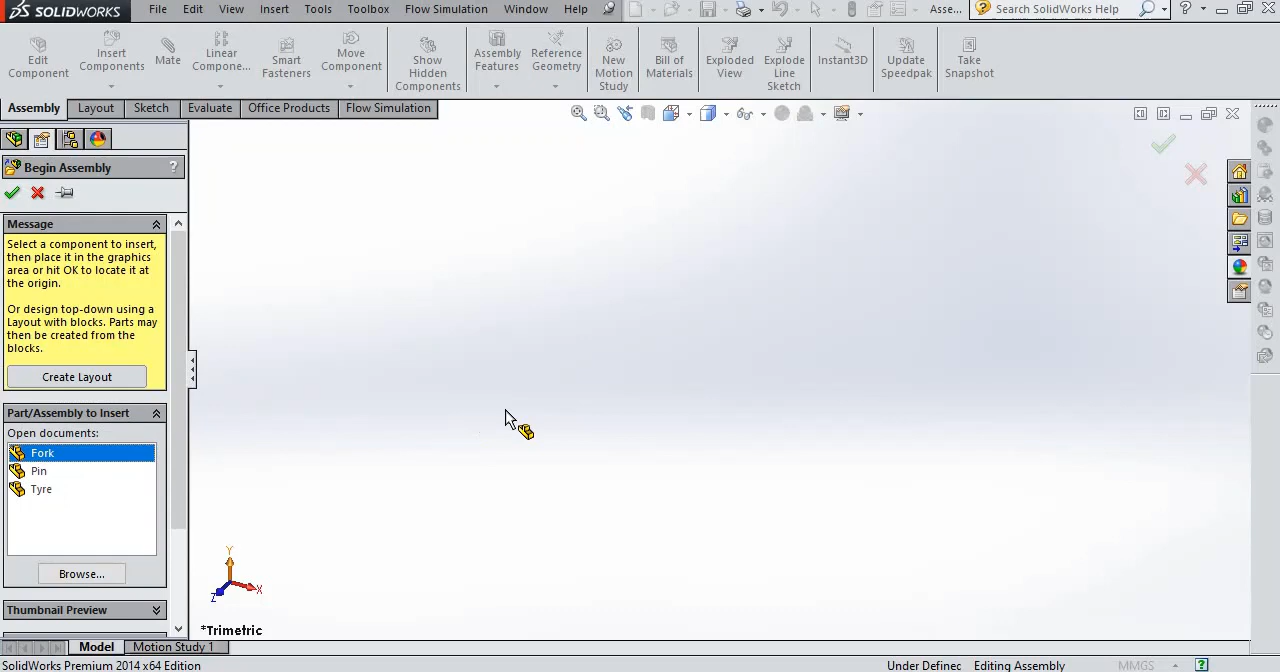 SOLIDWORKS File Edit View Insert Tools Toolbox Flow Simulation Window Help Asse... Search SolidWorks Help
Edit Component
Insert Components
Mate
Linear Compone...
Smart Fasteners
Move Component
Show Hidden Components
Assembly Features
Reference Geometry
New Motion Study
Bill of Materials
Exploded View
Explode Line Sketch
Instant3D
Update Speedpak
Take Snapshot
Assembly Layout Sketch Evaluate Office Products Flow Simulation
Begin Assembly ?
Message
Select a component to insert,
then place it in the graphics
area or hit OK to locate it at
the origin.
Or design top-down using a
Layout with blocks. Parts may
then be created from the
blocks.
Create Layout
Part/Assembly to Insert
Open documents:
Fork
Pin
Tyre
Browse...
Thumbnail Preview
Y
X
Z
*Trimetric
Model Motion Study 1
SolidWorks Premium 2014 x64 Edition Under Definec Editing Assembly MMGS ?